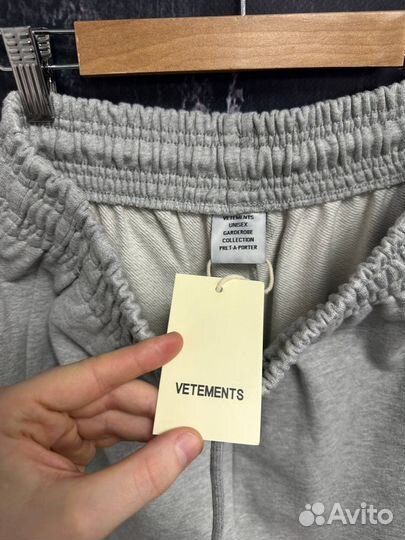 VETEMENTS
UNISEX
GARDEROBE
COLLECTION
PRET-A-PORTER
VETEMENTS
Avito